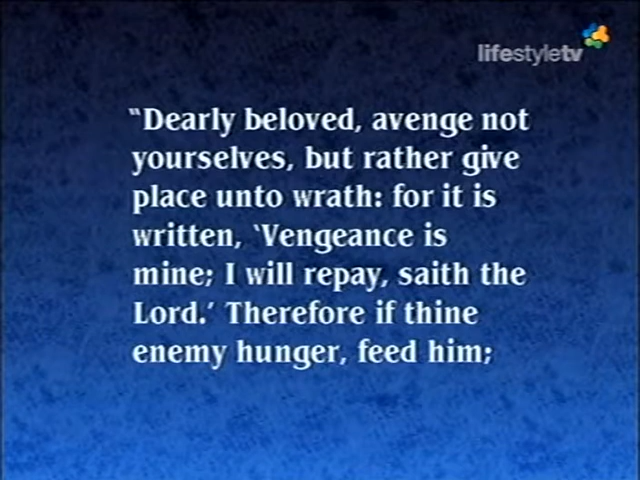 lifestyletv
“Dearly beloved, avenge not
yourselves, but rather give
place unto wrath: for it is
written, ‘Vengeance is
mine; I will repay, saith the
Lord.’ Therefore if thine
enemy hunger, feed him;